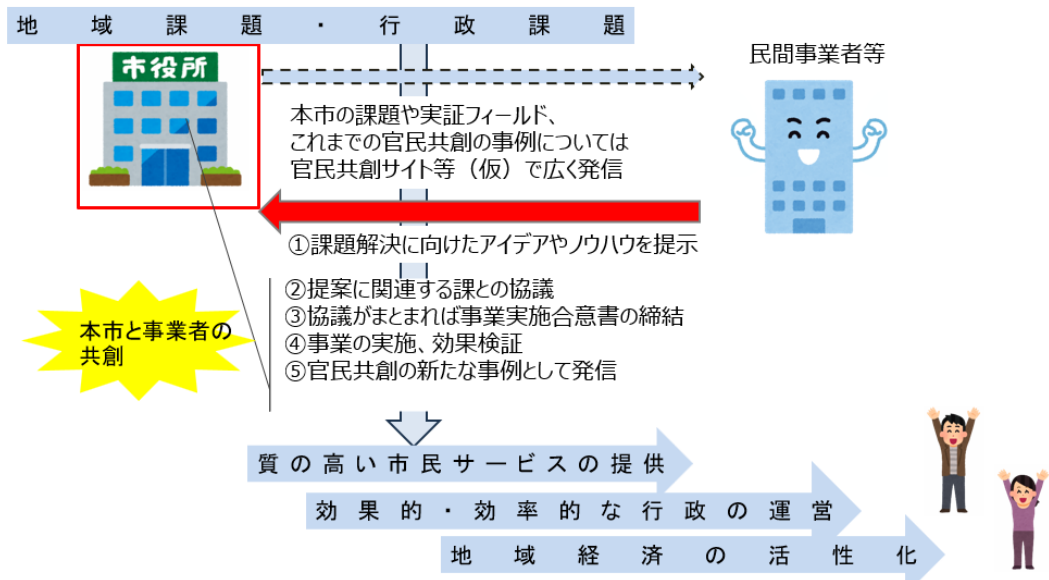 地域課題・行政課題
市役所
民間事業者等
本市の課題や実証フィールド、
これまでの官民共創の事例については
官民共創サイト等（仮）で広く発信
①課題解決に向けたアイデアやノウハウを提示
②提案に関連する課との協議
③協議がまとまれば事業実施合意書の締結
④事業の実施、効果検証
⑤官民共創の新たな事例として発信
本市と事業者の
共創
質の高い市民サービスの提供
効果的・効率的な行政の運営
地域経済の活性化